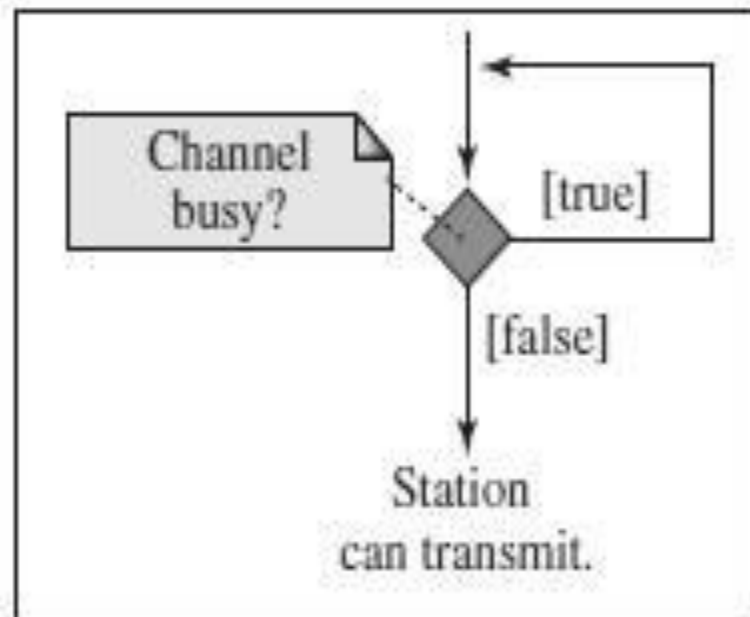 Channel
busy?
[true]
[false]
Station
can transmit.